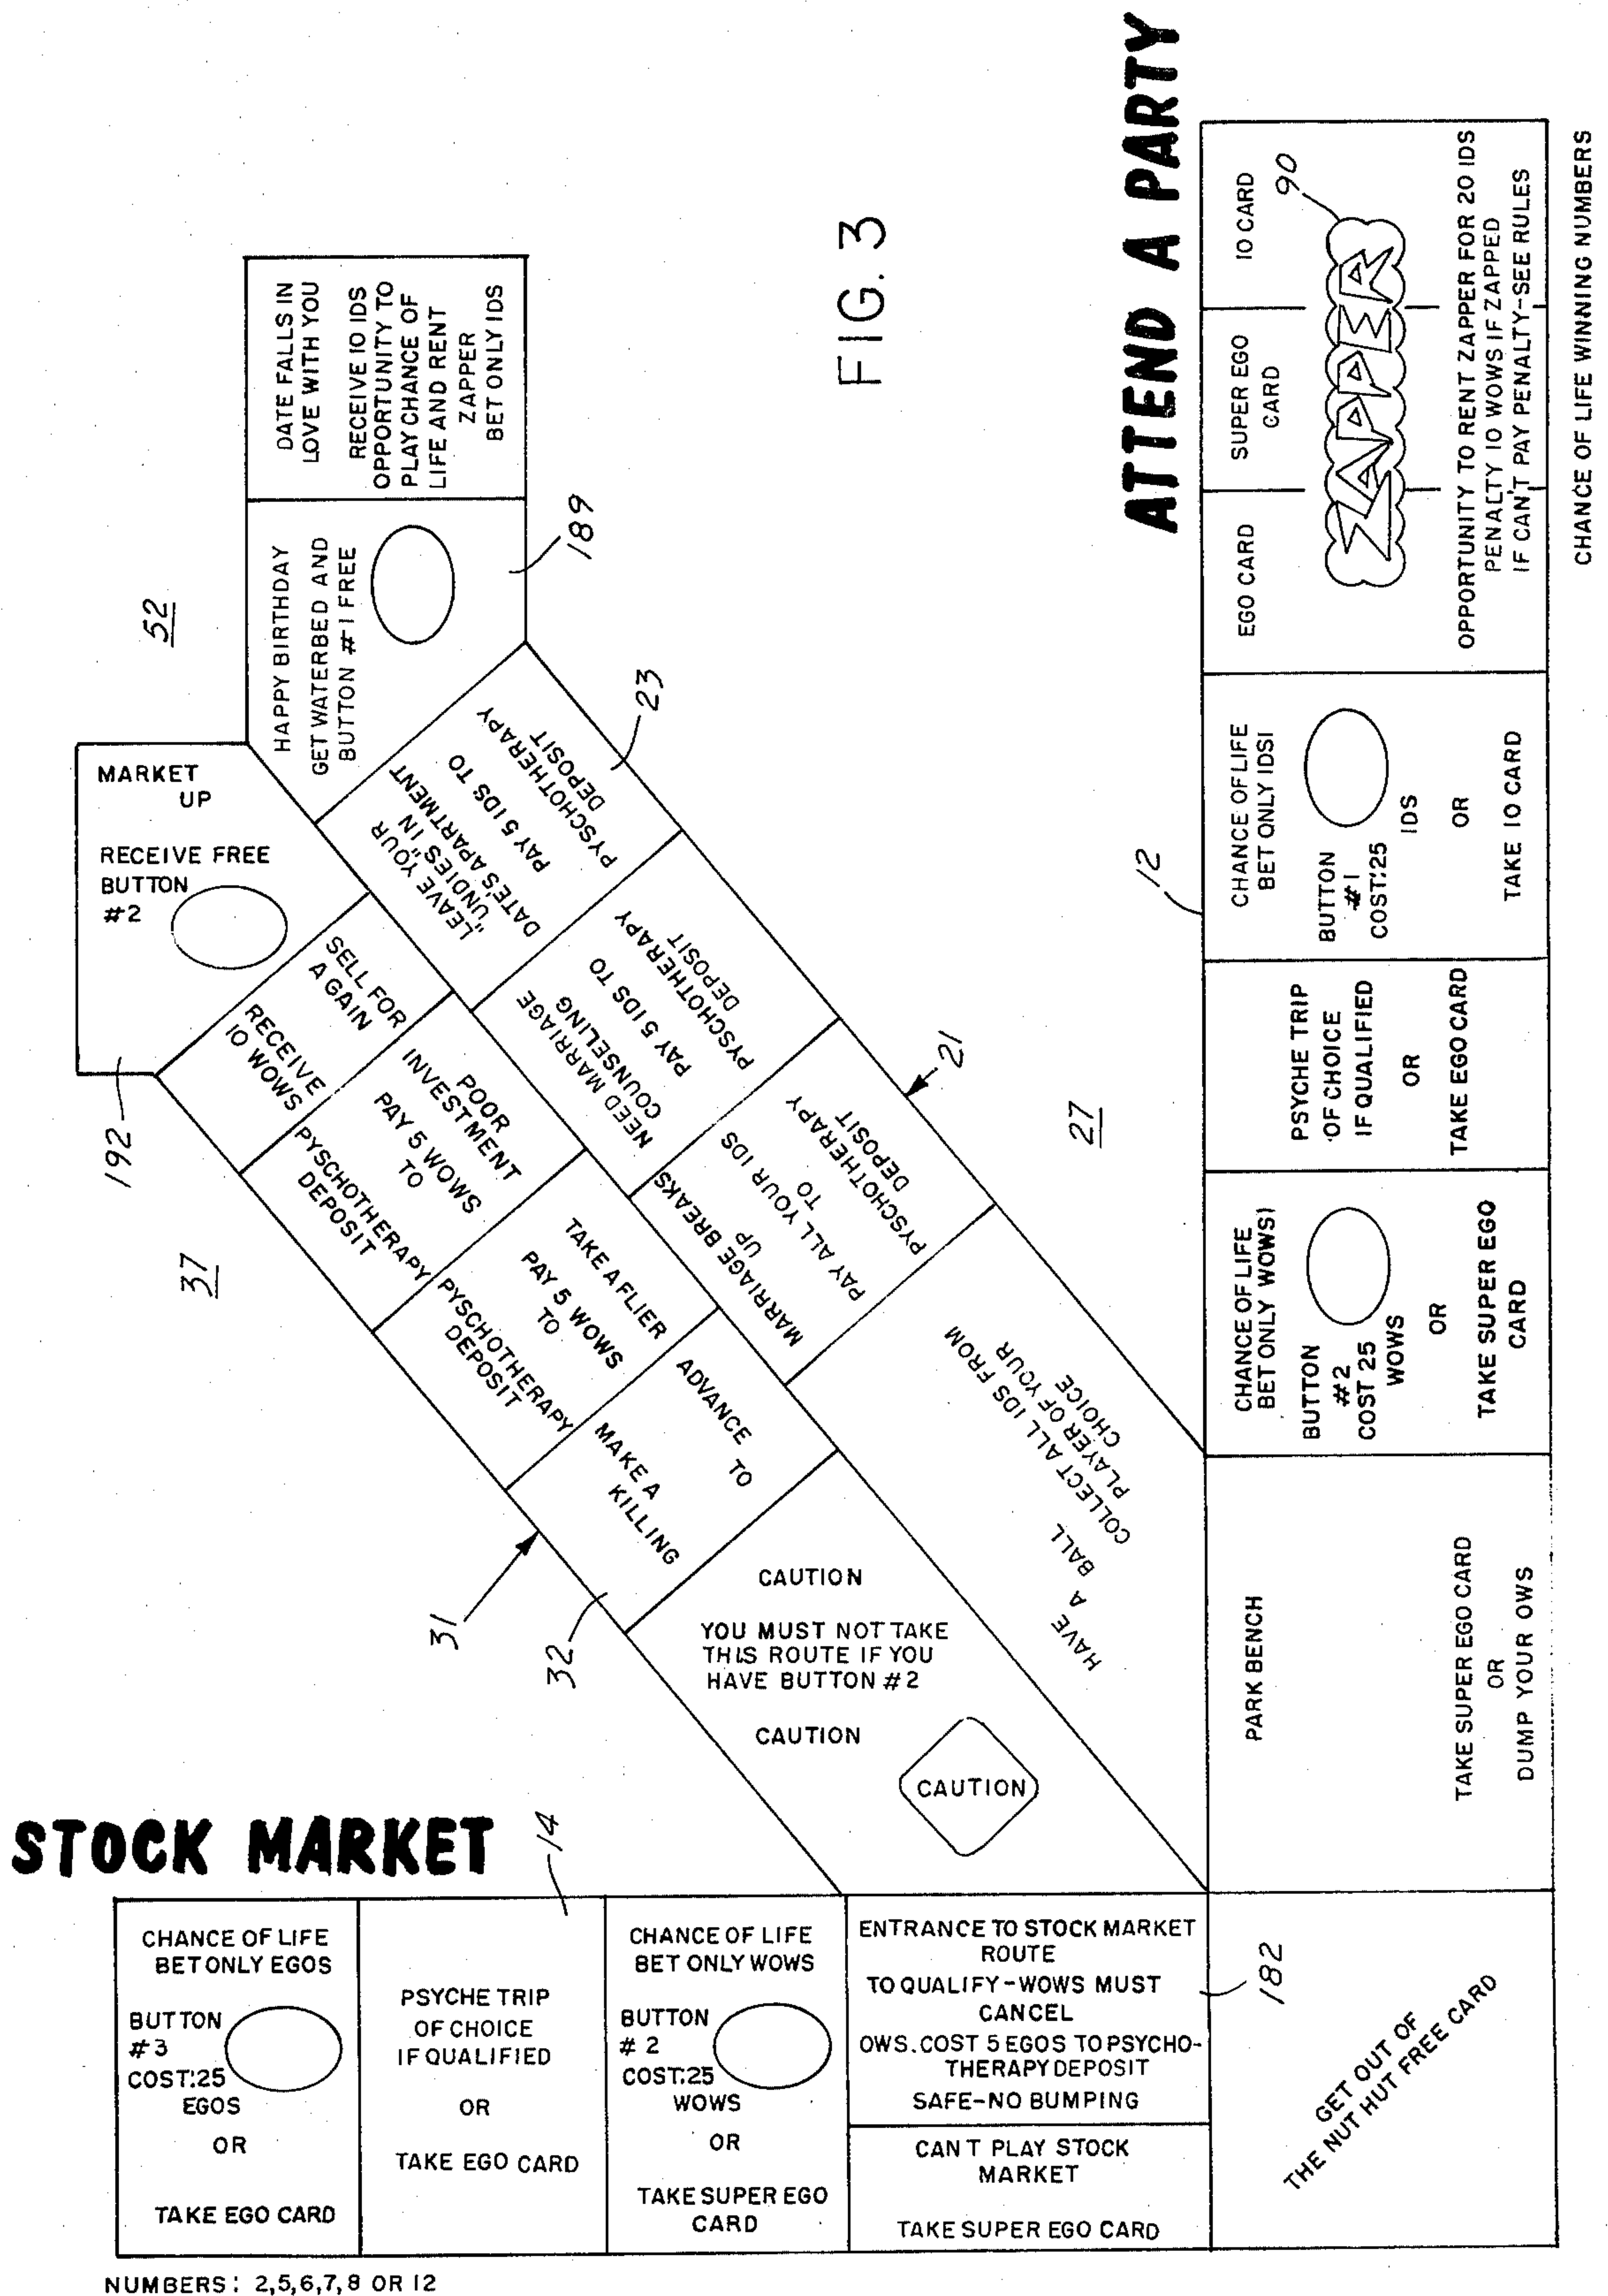 STOCK MARKET
ATTEND A PARTY
FIG. 3
MARKET
UP
RECEIVE FREE
BUTTON
#2
192
52
37
SELL FOR
A GAIN
RECEIVE
10 WOWS
POOR
INVESTMENT
PAY 5 WOWS
TO
PYSCHOTHERAPY
DEPOSIT
TAKE A FLIER
PAY 5 WOWS
TO
PYSCHOTHERAPY
DEPOSIT
ADVANCE
TO
MAKE A
KILLING
31
32
CAUTION
YOU MUST NOT TAKE
THIS ROUTE IF YOU
HAVE BUTTON #2
CAUTION
CAUTION
DATE FALLS IN
LOVE WITH YOU
RECEIVE 10 IDS
OPPORTUNITY TO
PLAY CHANCE OF
LIFE AND RENT
ZAPPER
BET ONLY IDS
HAPPY BIRTHDAY
GET WATERBED AND
BUTTON #1 FREE
189
23
"LEAVE YOUR
"UNDIES" IN
DATE'S APARTMENT
PAY 5 IDS TO
PYSCHOTHERAPY
DEPOSIT
NEED MARRIAGE
COUNSELING
PAY 5 IDS TO
PYSCHOTHERAPY
DEPOSIT
MARRIAGE BREAKS
UP
PAY ALL YOUR IDS
TO
PYSCHOTHERAPY
DEPOSIT
21
27
HAVE A BALL
COLLECT ALL IDS FROM
PLAYER OF YOUR
CHOICE
12
EGO CARD
SUPER EGO
CARD
IO CARD
90
ZAPPER
OPPORTUNITY TO RENT ZAPPER FOR 20 IDS
PENALTY 10 WOWS IF ZAPPED
IF CAN'T PAY PENALTY-SEE RULES
CHANCE OF LIFE WINNING NUMBERS
CHANCE OF LIFE
BET ONLY IDS!
BUTTON
#1
COST:25
IDS
OR
TAKE IO CARD
PSYCHE TRIP
OF CHOICE
IF QUALIFIED
OR
TAKE EGO CARD
CHANCE OF LIFE
BET ONLY WOWS!
BUTTON
#2
COST 25
WOWS
OR
TAKE SUPER EGO
CARD
PARK BENCH
TAKE SUPER EGO CARD
OR
DUMP YOUR OWS
14
CHANCE OF LIFE
BET ONLY EGOS
BUTTON
#3
COST:25
EGOS
OR
TAKE EGO CARD
PSYCHE TRIP
OF CHOICE
IF QUALIFIED
OR
TAKE EGO CARD
CHANCE OF LIFE
BET ONLY WOWS
BUTTON
# 2
COST:25
WOWS
OR
TAKE SUPER EGO
CARD
ENTRANCE TO STOCK MARKET
ROUTE
TO QUALIFY-WOWS MUST
CANCEL
OWS.COST 5 EGOS TO PSYCHO-
THERAPY DEPOSIT
SAFE-NO BUMPING
182
CAN T PLAY STOCK
MARKET
TAKE SUPER EGO CARD
GET OUT OF
THE NUT HUT FREE CARD
NUMBERS: 2,5,6,7,8 OR 12